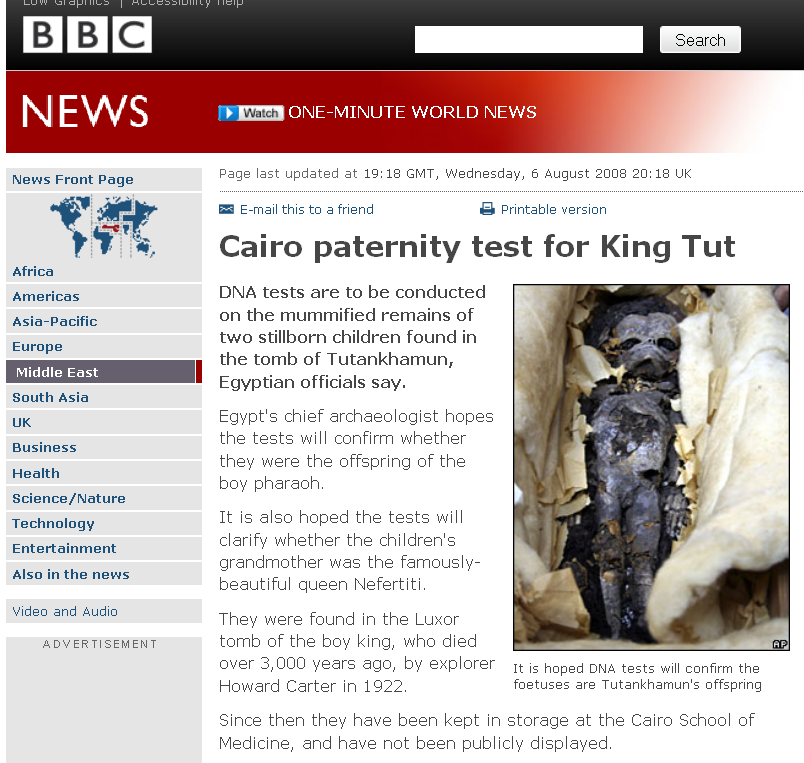 Low Graphics | Accessibility help
BBC
Search
NEWS
Watch ONE-MINUTE WORLD NEWS
News Front Page
Africa
Americas
Asia-Pacific
Europe
Middle East
South Asia
UK
Business
Health
Science/Nature
Technology
Entertainment
Also in the news
Video and Audio
ADVERTISEMENT
Page last updated at 19:18 GMT, Wednesday, 6 August 2008 20:18 UK
E-mail this to a friend
Printable version
Cairo paternity test for King Tut
DNA tests are to be conducted
on the mummified remains of
two stillborn children found in
the tomb of Tutankhamun,
Egyptian officials say.
Egypt's chief archaeologist hopes
the tests will confirm whether
they were the offspring of the
boy pharaoh.
It is also hoped the tests will
clarify whether the children's
grandmother was the famously-
beautiful queen Nefertiti.
They were found in the Luxor
tomb of the boy king, who died
over 3,000 years ago, by explorer
Howard Carter in 1922.
AP
It is hoped DNA tests will confirm the
foetuses are Tutankhamun's offspring
Since then they have been kept in storage at the Cairo School of
Medicine, and have not been publicly displayed.